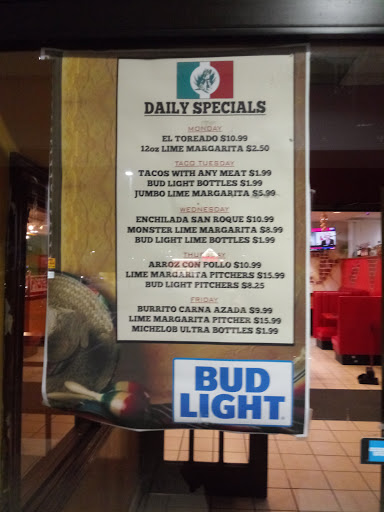 DAILY SPECIALS
MONDAY
EL TOREADO $10.99
12oz LIME MARGARITA $2.50
TACO TUESDAY
TACOS WITH ANY MEAT $1.99
BUD LIGHT BOTTLES $1.99
JUMBO LIME MARGARITA $5.99
WEDNESDAY
ENCHILADA SAN ROQUE $10.99
MONSTER LIME MARGARITA $8.99
BUD LIGHT LIME BOTTLES $1.99
THURSDAY
ARROZ CON POLLO $10.99
LIME MARGARITA PITCHERS $15.99
BUD LIGHT PITCHERS $8.25
FRIDAY
BURRITO CARNA AZADA $9.99
LIME MARGARITA PITCHER $15.99
MICHELOB ULTRA BOTTLES $1.99
BUD
LIGHT